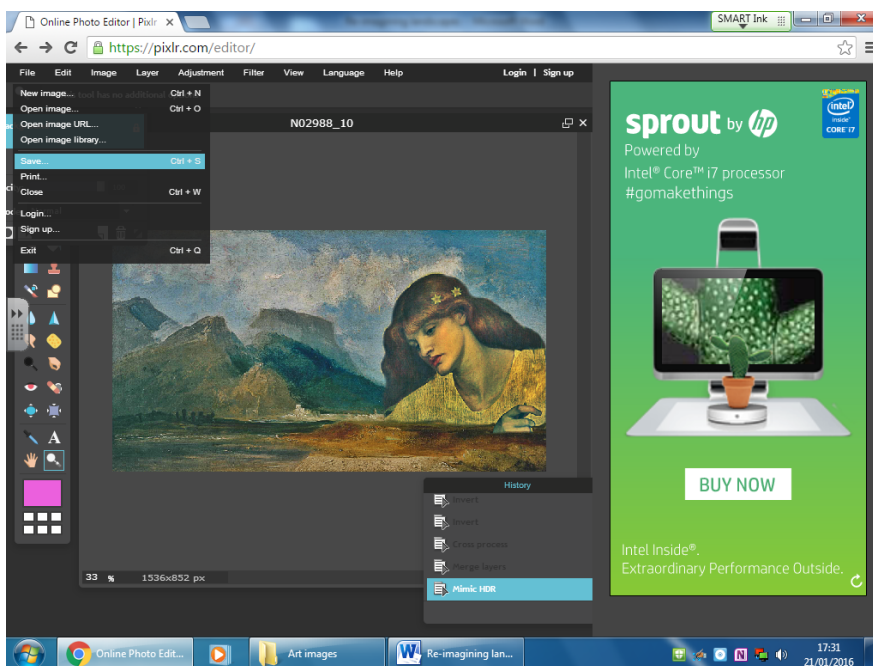 Online Photo Editor | Pixlr
SMART Ink
https://pixlr.com/editor/
File Edit Image Layer Adjustment Filter View Language Help Login | Sign up
New image... Ctrl + N
Open image... Ctrl + O
Open image URL...
Open image library...
Save... Ctrl + S
Print...
Close Ctrl + W
Login...
Sign up...
Exit Ctrl + Q
N02988_10
A
33 % 1536x852 px
History
Invert
Invert
Cross process
Merge layers
Mimic HDR
sprout by hp
intel inside
CORE i7
Powered by
Intel® Core™ i7 processor
#gomakethings
BUY NOW
Intel Inside®.
Extraordinary Performance Outside.
Online Photo Edit...
Art images
Re-imagining lan...
17:31
21/01/2016